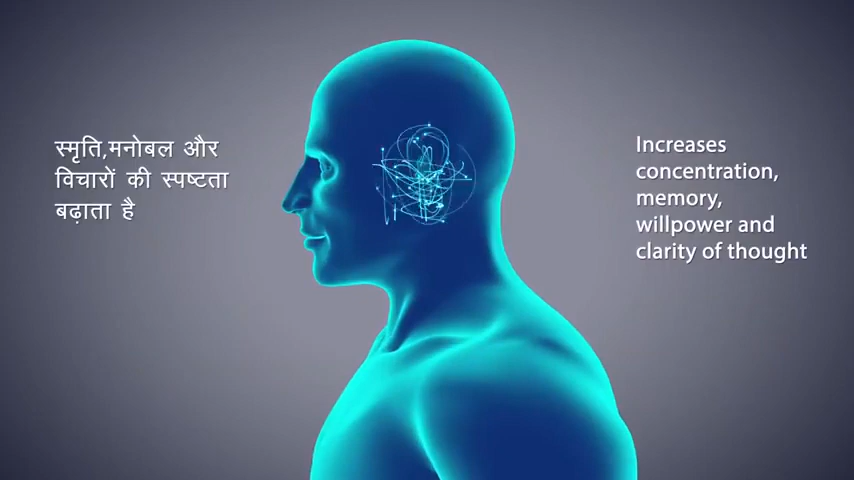 स्मृति,मनोबल और
विचारों की स्पष्टता
बढ़ाता है
Increases
concentration,
memory,
willpower and
clarity of thought